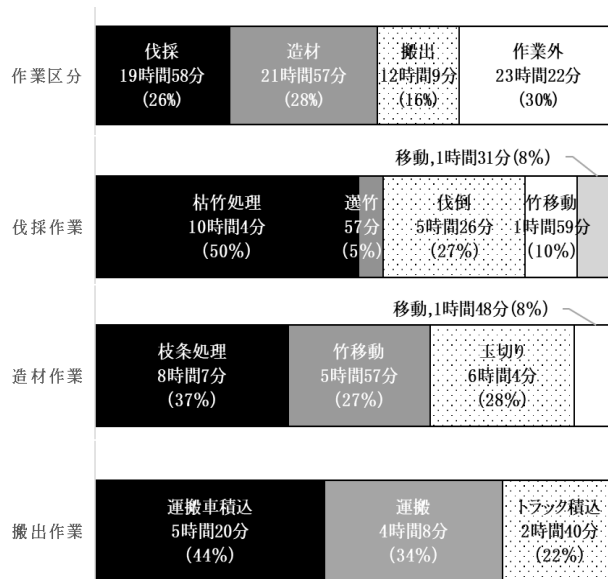 作業区分
伐採
19時間58分
(26%)
造材
21時間57分
(28%)
搬出
12時間9分
(16%)
作業外
23時間22分
(30%)
移動,1時間31分(8%)
伐採作業
枯竹処理
10時間4分
(50%)
選竹
57分
(5%)
伐倒
5時間26分
(27%)
竹移動
1時間59分
(10%)
移動,1時間48分(8%)
造材作業
枝条処理
8時間7分
(37%)
竹移動
5時間57分
(27%)
玉切り
6時間4分
(28%)
搬出作業
運搬車積込
5時間20分
(44%)
運搬
4時間8分
(34%)
トラック積込
2時間40分
(22%)